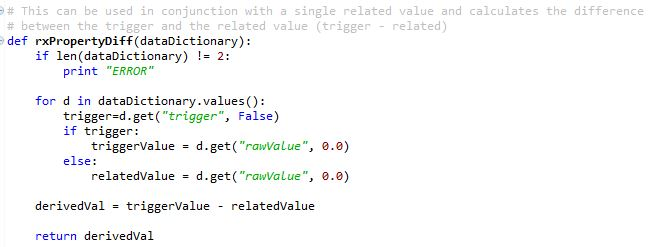 # This can be used in conjunction with a single related value and calculates the difference
# between the trigger and the related value (trigger - related)
def rxPropertyDiff(dataDictionary):
    if len(dataDictionary) != 2:
        print "ERROR"

    for d in dataDictionary.values():
        trigger=d.get("trigger", False)
        if trigger:
            triggerValue = d.get("rawValue", 0.0)
        else:
            relatedValue = d.get("rawValue", 0.0)

    derivedVal = triggerValue - relatedValue

    return derivedVal